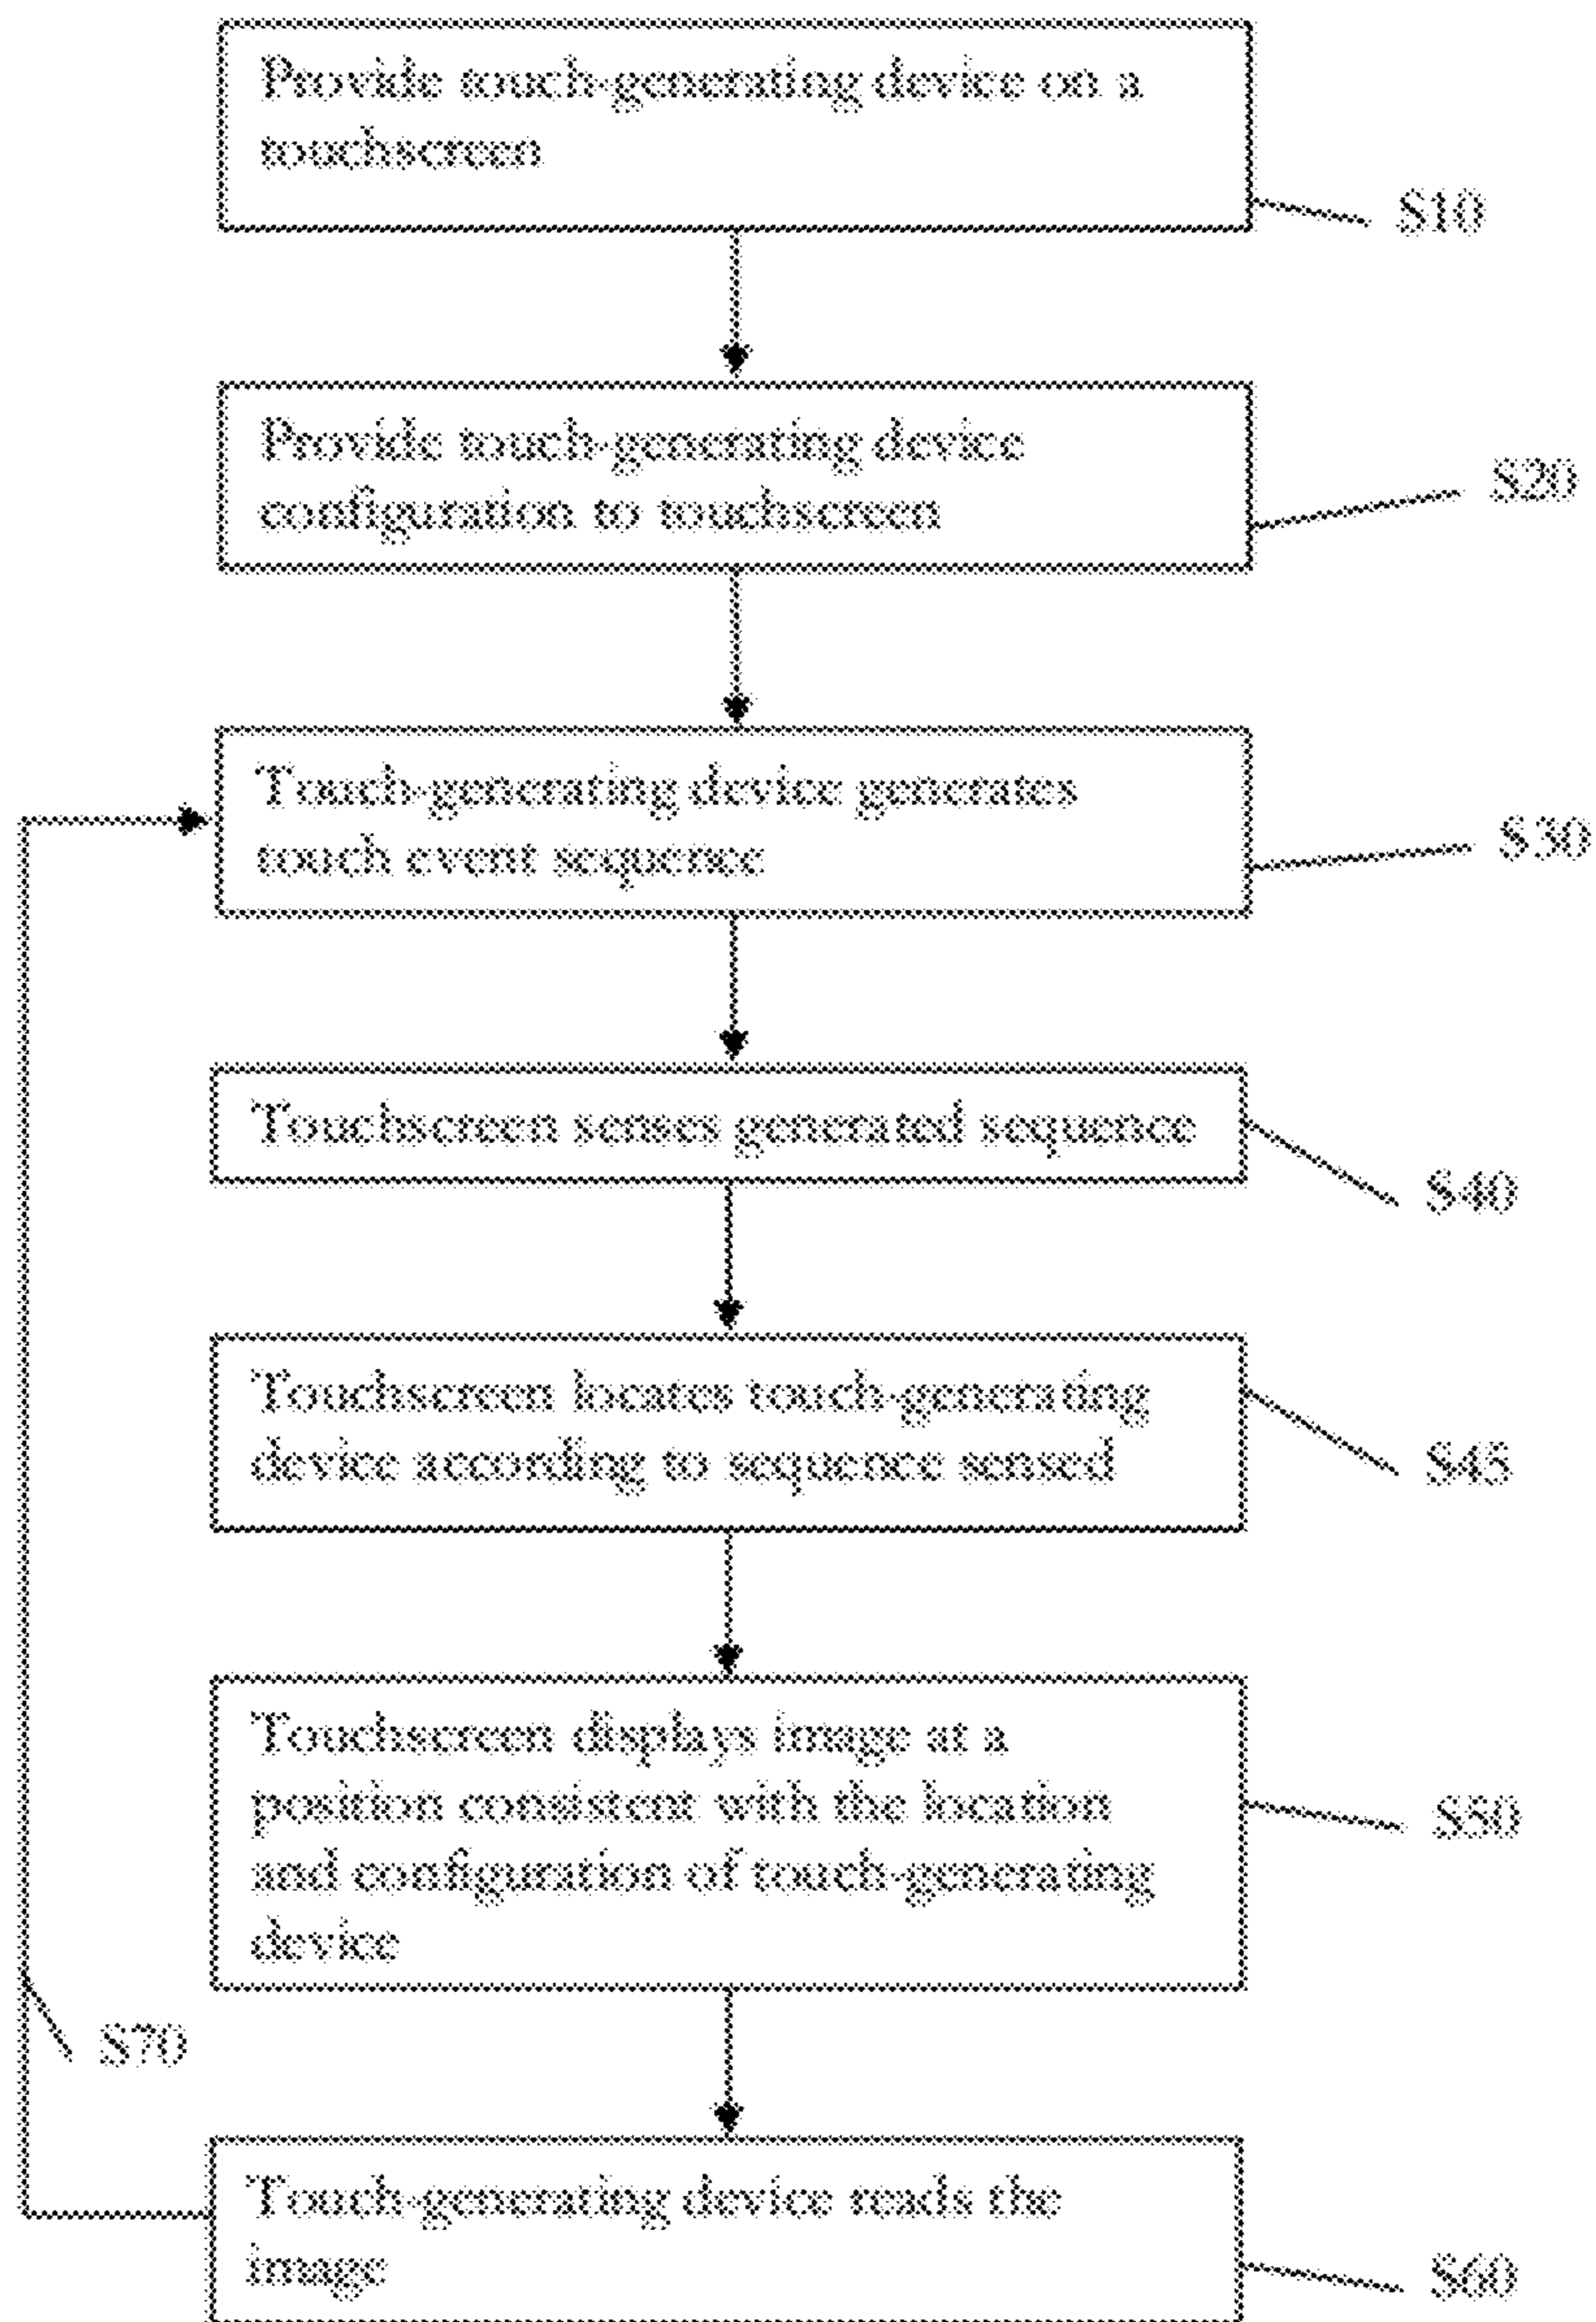 Provide touch-generating device on a
touchscreen
S10
Provide touch-generating device
configuration to touchscreen
S20
Touch-generating device generates
touch event sequence
S30
Touchscreen senses generated sequence
S40
Touchscreen locates touch-generating
device according to sequence sensed
S45
Touchscreen displays image at a
position consistent with the location
and configuration of touch-generating
device
S50
S70
Touch-generating device reads the
image
S60